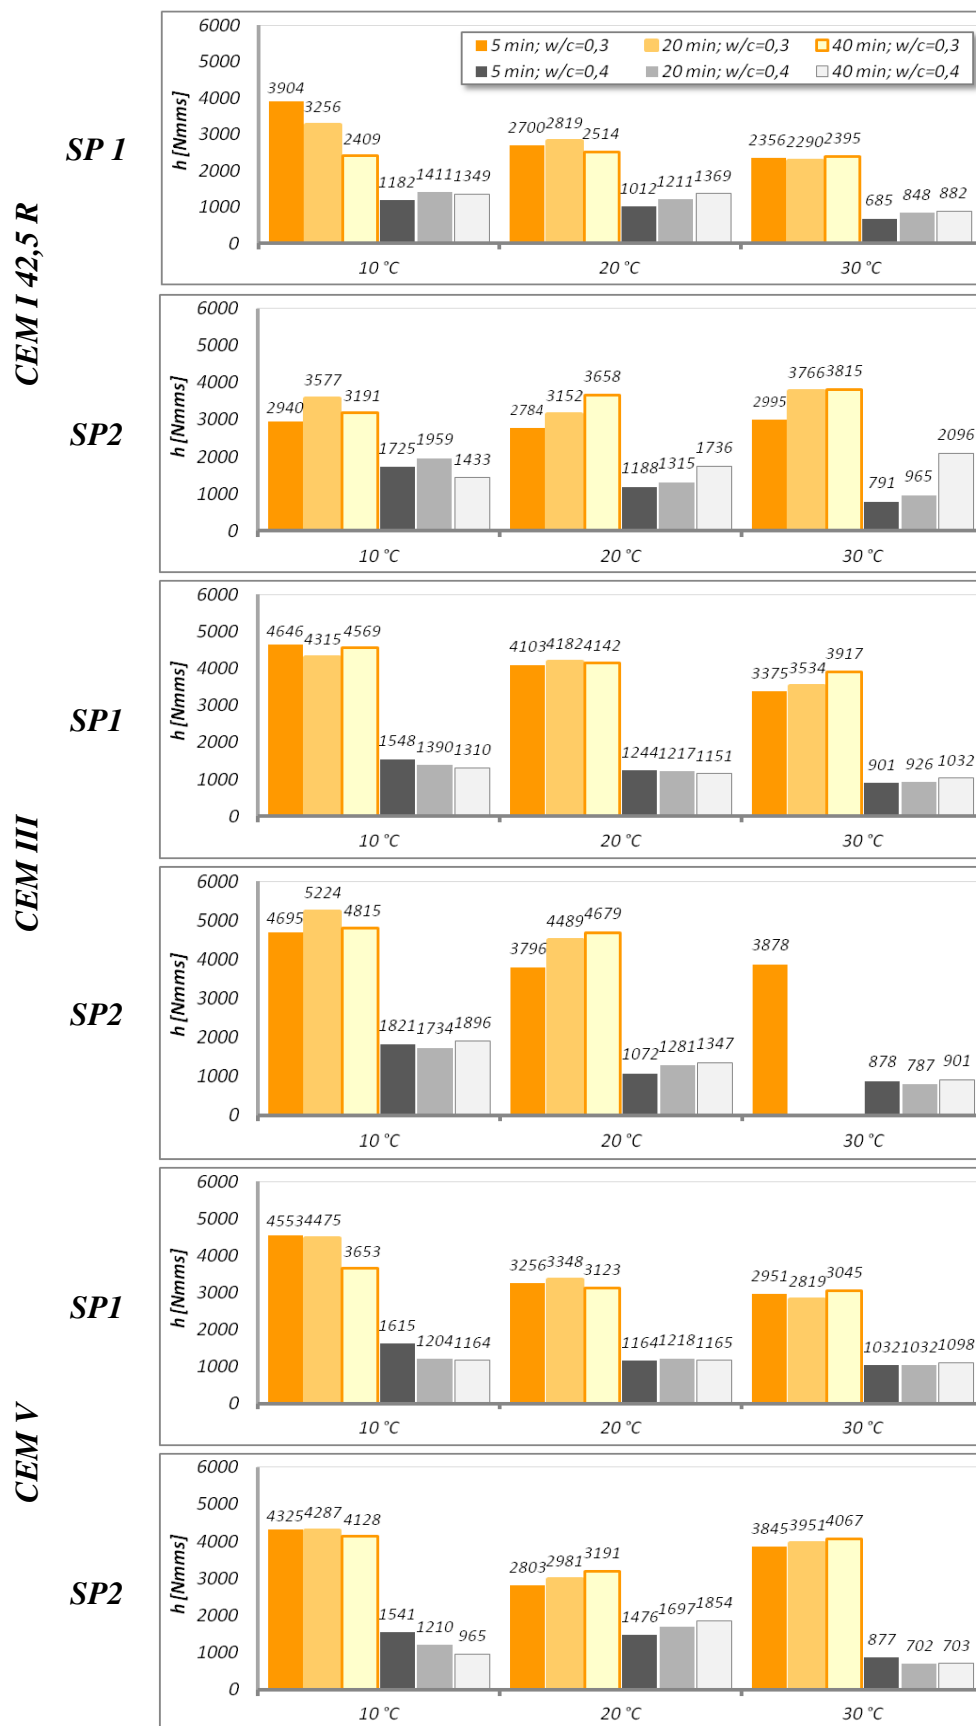 CEM I 42,5 R
SP 1
h [Nmms]
6000
5000
4000
3000
2000
1000
0
5 min; w/c=0,3 20 min; w/c=0,3 40 min; w/c=0,3
5 min; w/c=0,4 20 min; w/c=0,4 40 min; w/c=0,4
3904 3256 2409 1182 1411 1349
2700 2819 2514 1012 1211 1369
2356 2290 2395 685 848 882
10 °C 20 °C 30 °C
SP2
h [Nmms]
6000
5000
4000
3000
2000
1000
0
2940 3577 3191 1725 1959 1433
2784 3152 3658 1188 1315 1736
2995 3766 3815 791 965 2096
10 °C 20 °C 30 °C
CEM III
SP1
h [Nmms]
6000
5000
4000
3000
2000
1000
0
4646 4315 4569 1548 1390 1310
4103 4182 4142 1244 1217 1151
3375 3534 3917 901 926 1032
10 °C 20 °C 30 °C
SP2
h [Nmms]
6000
5000
4000
3000
2000
1000
0
4695 5224 4815 1821 1734 1896
3796 4489 4679 1072 1281 1347
3878 878 787 901
10 °C 20 °C 30 °C
CEM V
SP1
h [Nmms]
6000
5000
4000
3000
2000
1000
0
4553 4475 3653 1615 1204 1164
3256 3348 3123 1164 1218 1165
2951 2819 3045 1032 1032 1098
10 °C 20 °C 30 °C
SP2
h [Nmms]
6000
5000
4000
3000
2000
1000
0
4325 4287 4128 1541 1210 965
2803 2981 3191 1476 1697 1854
3845 3951 4067 877 702 703
10 °C 20 °C 30 °C